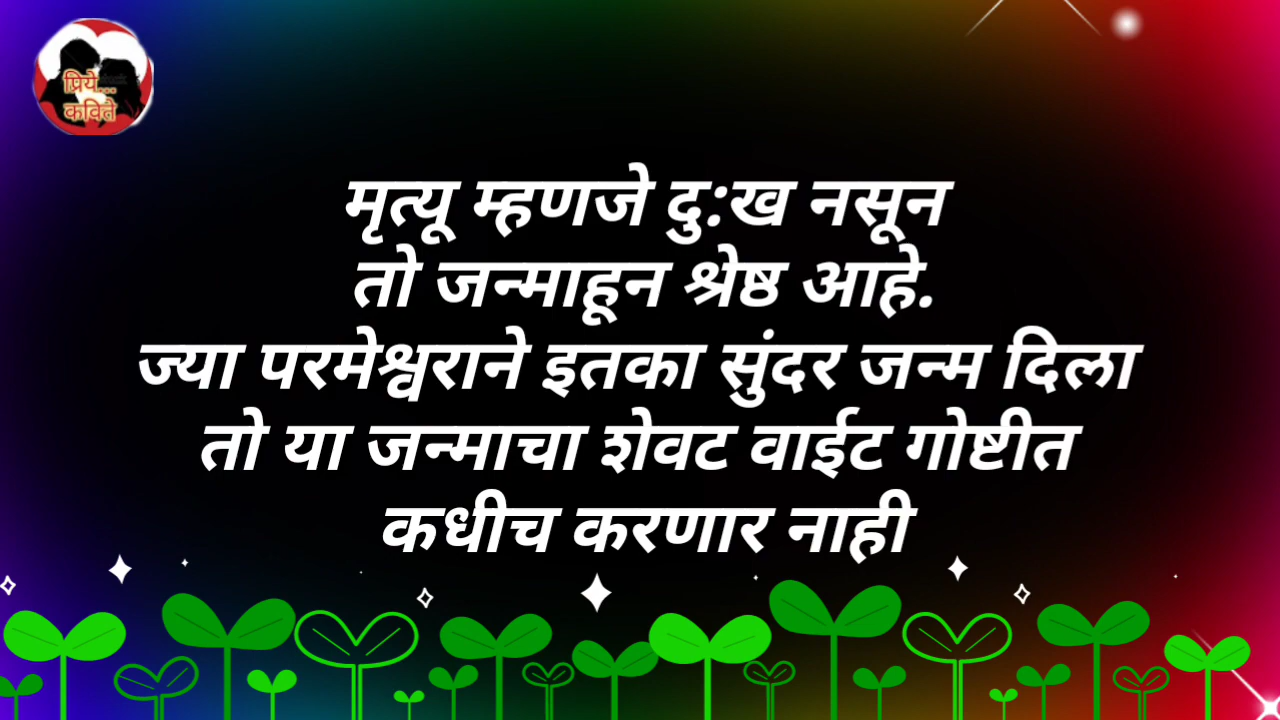 प्रिये...
कविते
मृत्यू म्हणजे दु:ख नसून
तो जन्माहून श्रेष्ठ आहे.
ज्या परमेश्वराने इतका सुंदर जन्म दिला
तो या जन्माचा शेवट वाईट गोष्टीत
कधीच करणार नाही